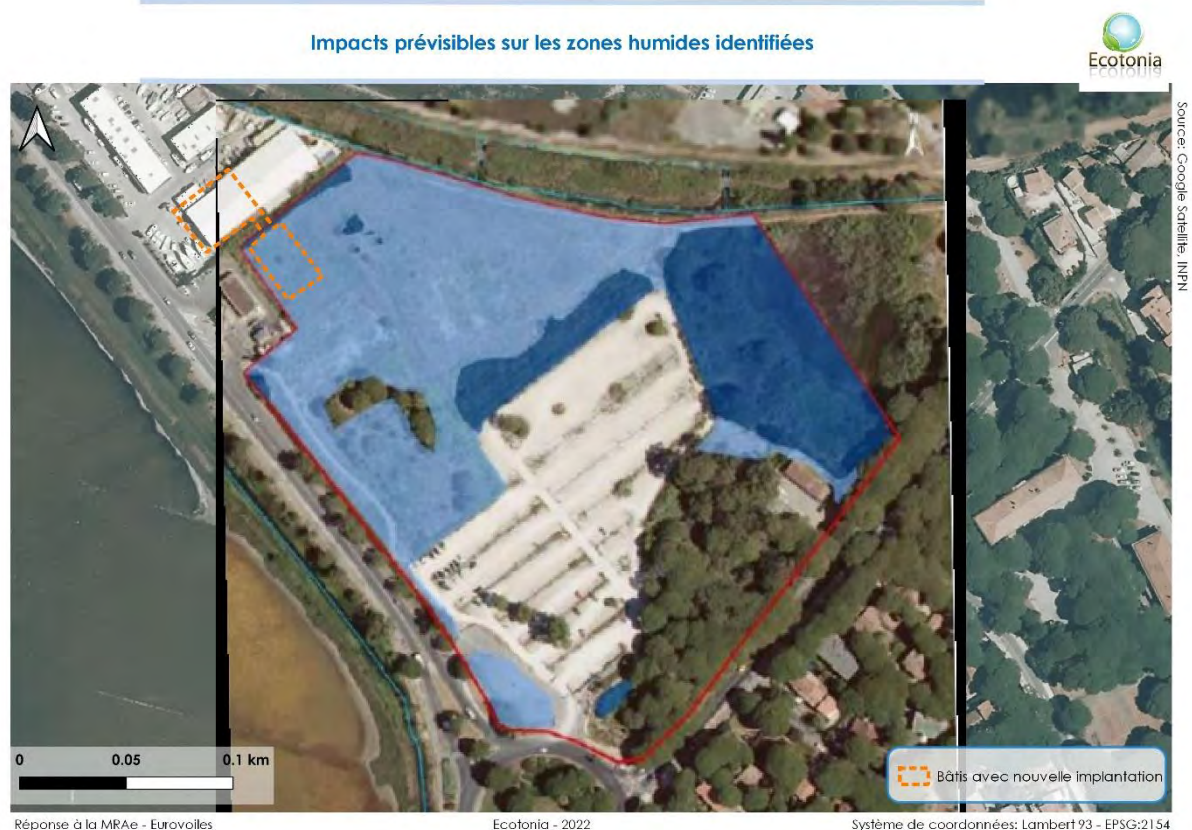 Impacts prévisibles sur les zones humides identifiées
Ecotonia
Source: Google Satellite, INPN
0 0.05 0.1 km
Bâtis avec nouvelle implantation
Réponse à la MRAe - Eurovoiles
Ecotonia - 2022
Système de coordonnées: Lambert 93 - EPSG:2154